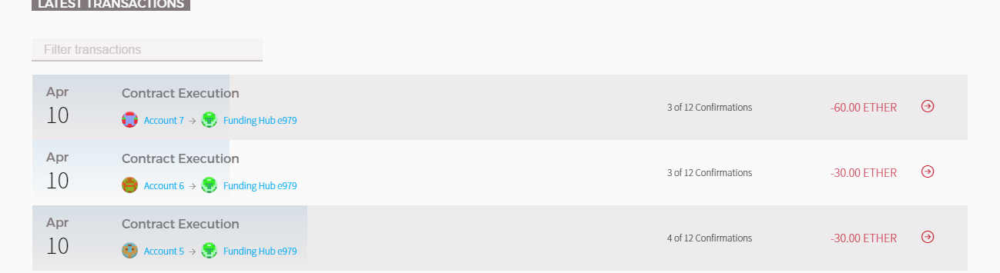 LATEST TRANSACTIONS
Filter transactions
Apr
10
Contract Execution
Account 7 → Funding Hub e979
3 of 12 Confirmations
-60.00 ETHER
Apr
10
Contract Execution
Account 6 → Funding Hub e979
3 of 12 Confirmations
-30.00 ETHER
Apr
10
Contract Execution
Account 5 → Funding Hub e979
4 of 12 Confirmations
-30.00 ETHER